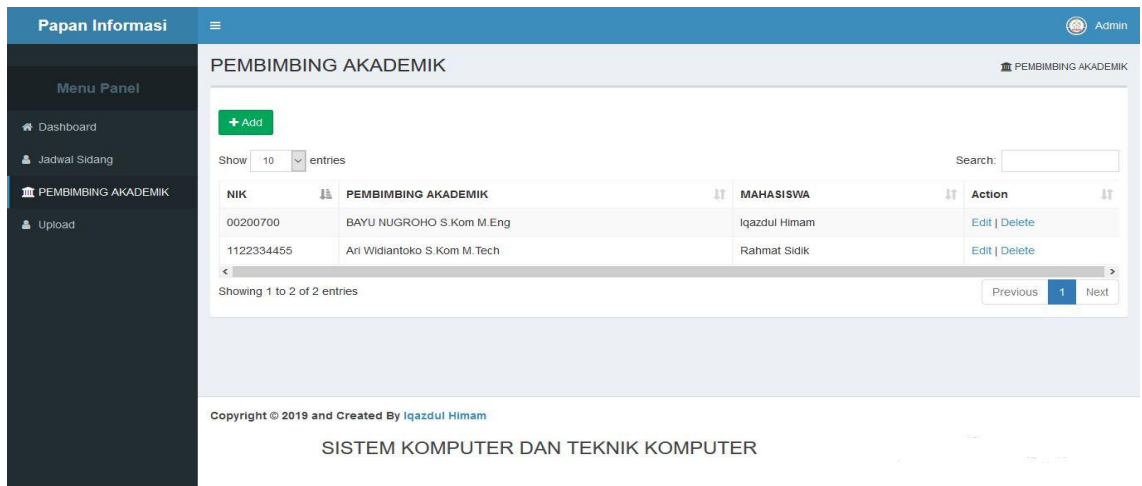 Papan Informasi
Admin
Menu Panel
Dashboard
Jadwal Sidang
PEMBIMBING AKADEMIK
Upload
PEMBIMBING AKADEMIK
PEMBIMBING AKADEMIK
+ Add
Show 10 entries Search:
NIK PEMBIMBING AKADEMIK MAHASISWA Action
00200700 BAYU NUGROHO S.Kom M.Eng Iqazdul Himam Edit | Delete
1122334455 Ari Widiantoko S.Kom M.Tech Rahmat Sidik Edit | Delete
Showing 1 to 2 of 2 entries Previous 1 Next
Copyright © 2019 and Created By Iqazdul Himam
SISTEM KOMPUTER DAN TEKNIK KOMPUTER